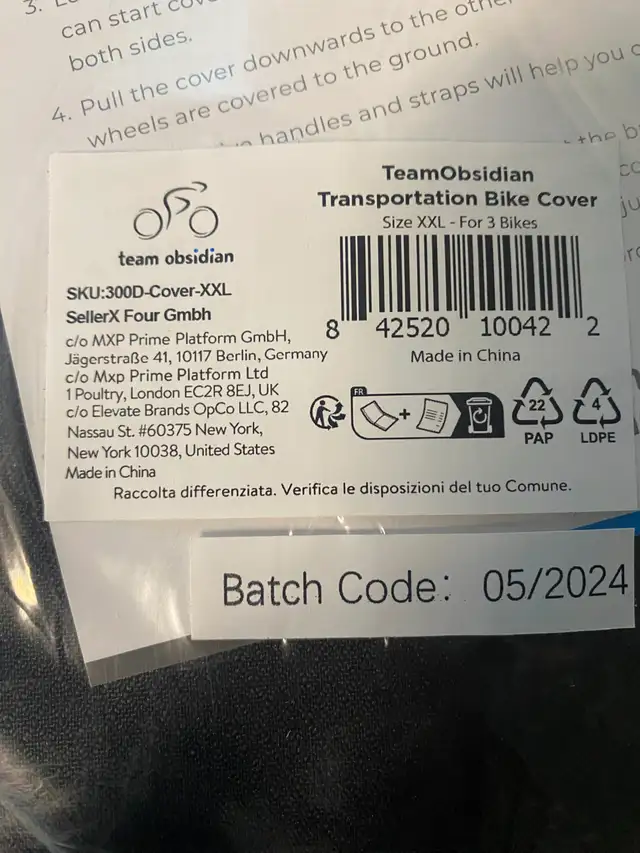 3.
can start
both sides.
4. Pull the cover downwards to the
wheels are covered to the ground.
handles and straps will help you
the
team obsidian
SKU:300D-Cover-XXL
SellerX Four Gmbh
c/o MXP Prime Platform GmbH,
Jägerstraße 41, 10117 Berlin, Germany
c/o Mxp Prime Platform Ltd
1 Poultry, London EC2R 8EJ, UK
c/o Elevate Brands OpCo LLC, 82
Nassau St. #60375 New York,
New York 10038, United States
Made in China
TeamObsidian
Transportation Bike Cover
Size XXL - For 3 Bikes
8 42520 10042 2
Made in China
FR
+
22
PAP
4
LDPE
Raccolta differenziata. Verifica le disposizioni del tuo Comune.
Batch Code: 05/2024